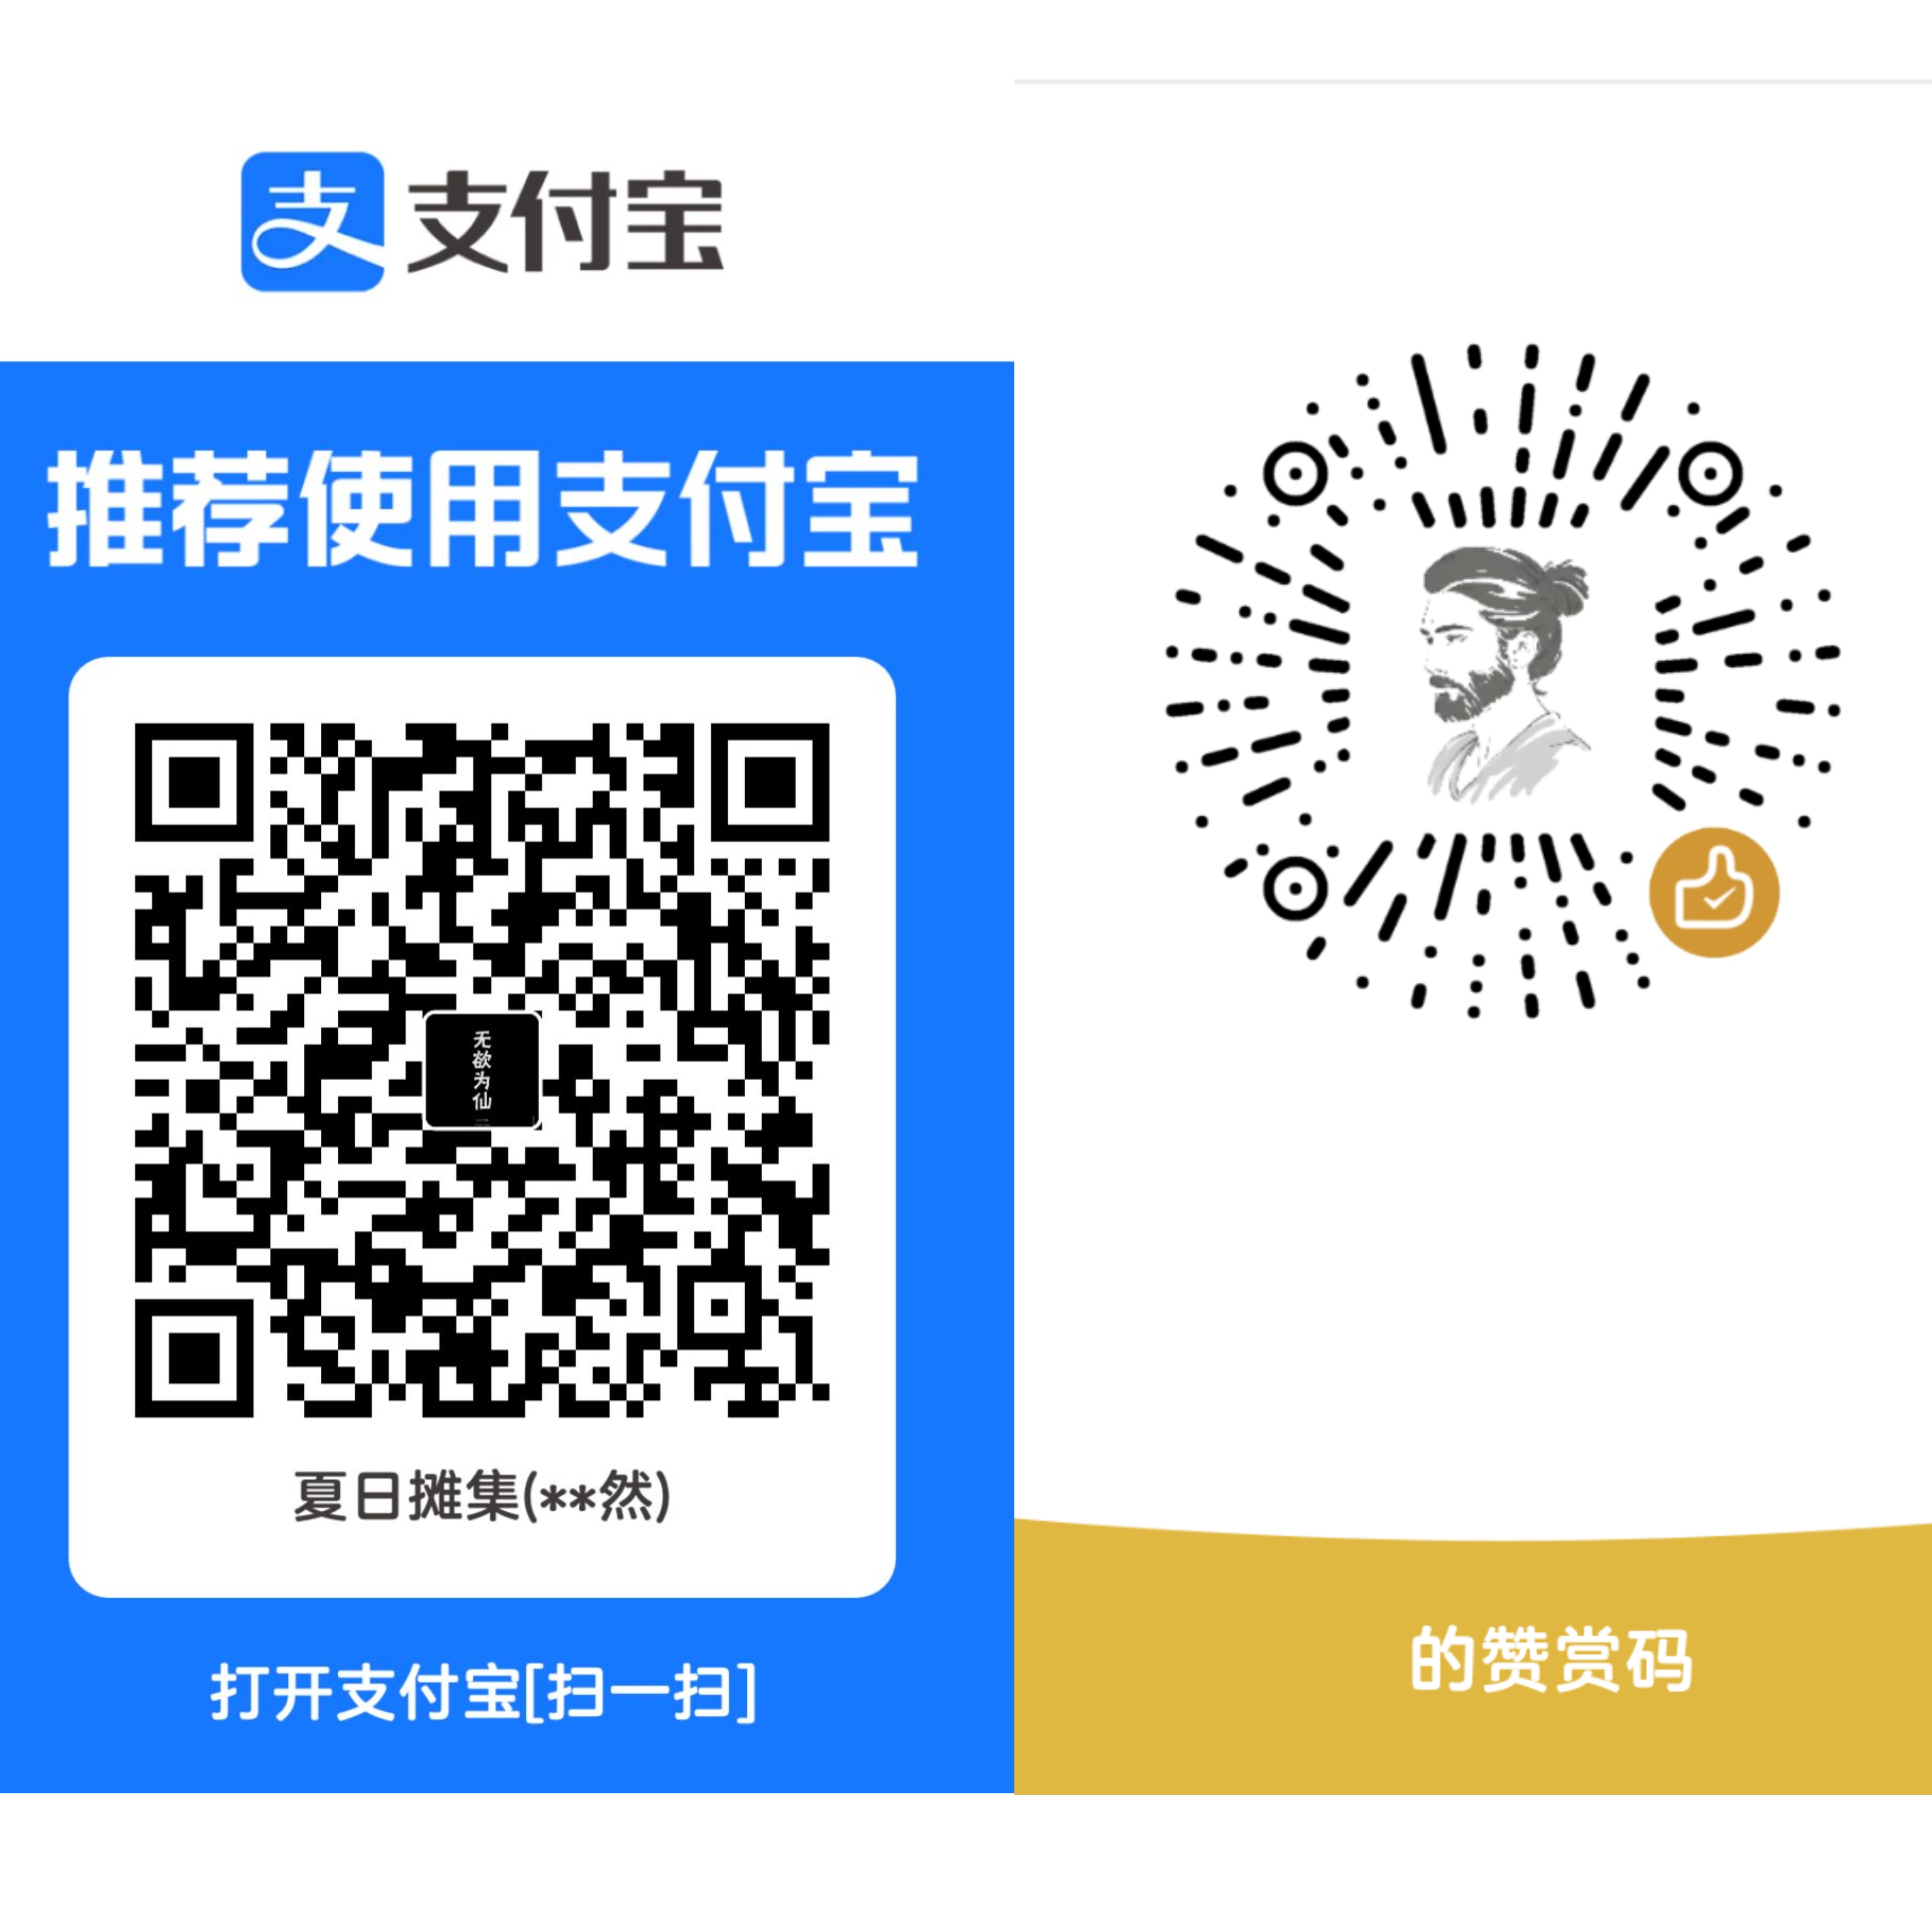 支付宝
推荐使用支付宝
无欲为仙
夏日摊集(**然)
打开支付宝[扫一扫]
的赞赏码